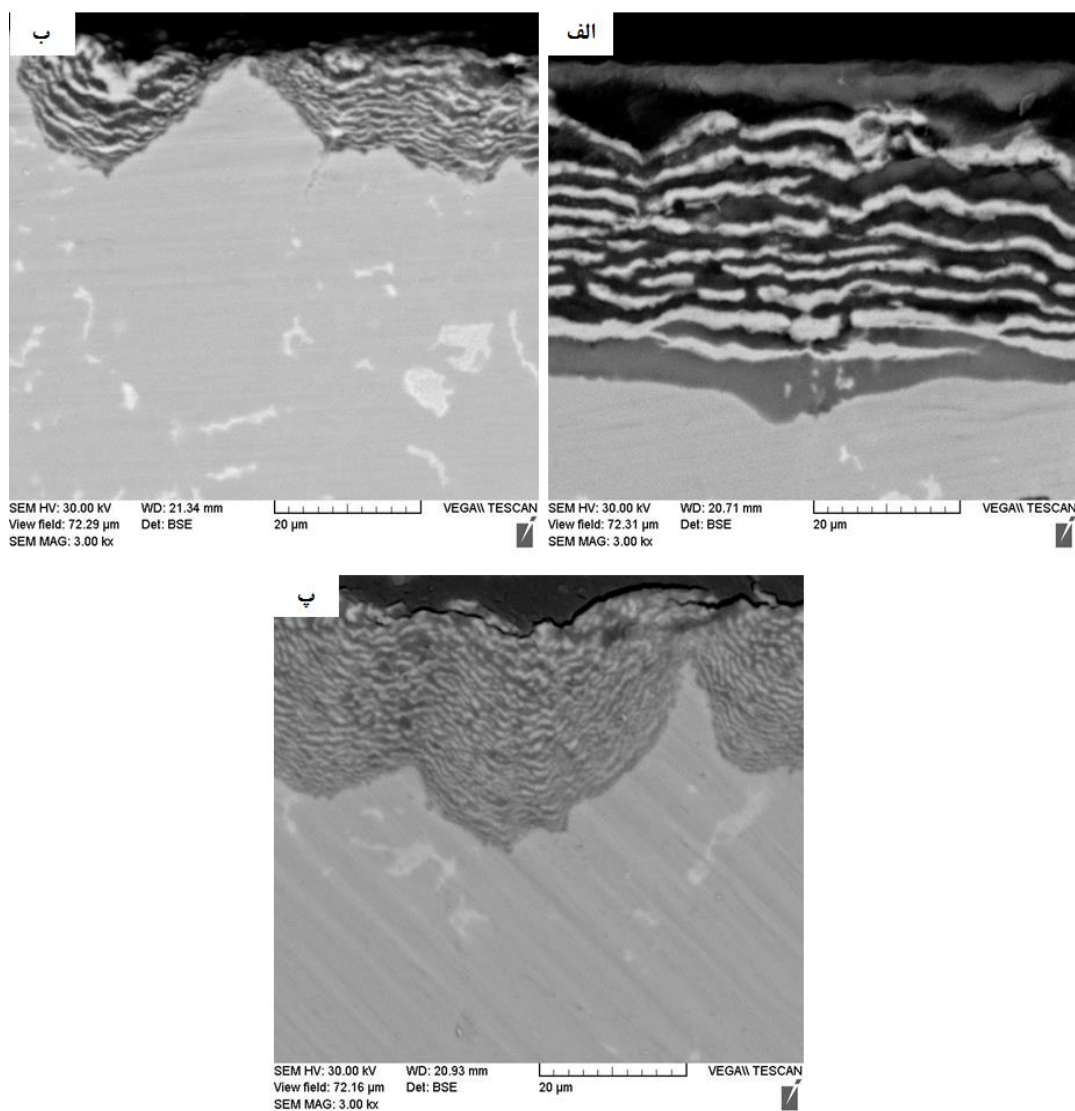 الف
SEM HV: 30.00 kV WD: 20.71 mm VEGA\\ TESCAN
View field: 72.31 µm Det: BSE 20 µm
SEM MAG: 3.00 kx
ب
SEM HV: 30.00 kV WD: 21.34 mm VEGA\\ TESCAN
View field: 72.29 µm Det: BSE 20 µm
SEM MAG: 3.00 kx
پ
SEM HV: 30.00 kV WD: 20.93 mm VEGA\\ TESCAN
View field: 72.16 µm Det: BSE 20 µm
SEM MAG: 3.00 kx